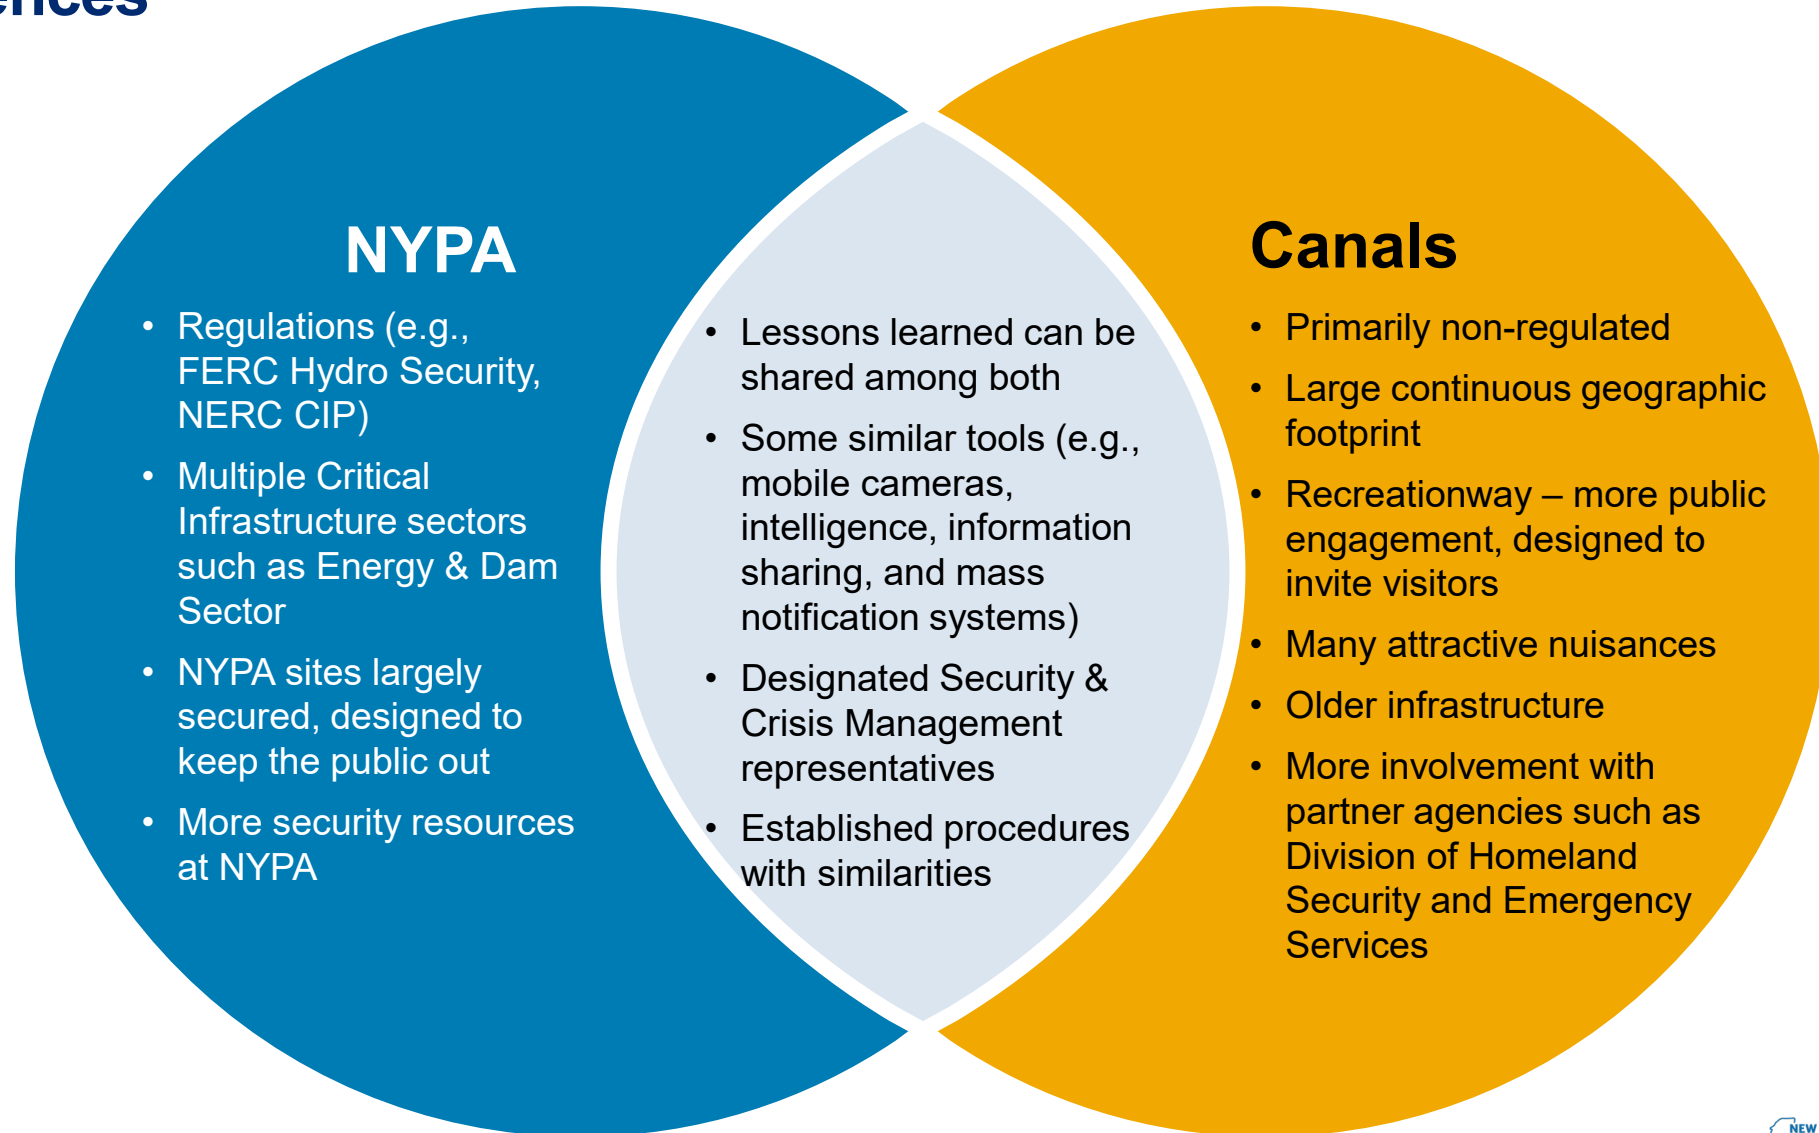 ences
NYPA
• Regulations (e.g.,
FERC Hydro Security,
NERC CIP)
• Multiple Critical
Infrastructure sectors
such as Energy & Dam
Sector
• NYPA sites largely
secured, designed to
keep the public out
• More security resources
at NYPA
• Lessons learned can be
shared among both
• Some similar tools (e.g.,
mobile cameras,
intelligence, information
sharing, and mass
notification systems)
• Designated Security &
Crisis Management
representatives
• Established procedures
with similarities
Canals
• Primarily non-regulated
• Large continuous geographic
footprint
• Recreationway – more public
engagement, designed to
invite visitors
• Many attractive nuisances
• Older infrastructure
• More involvement with
partner agencies such as
Division of Homeland
Security and Emergency
Services
NEW